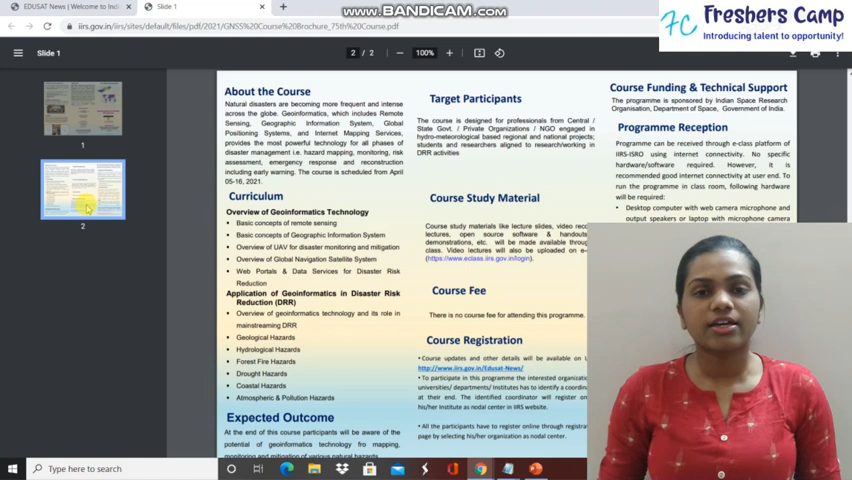 EDUSAT News | Welcome to Indi
Slide 1
www.BANDICAM.com
Freshers Camp
Introducing talent to opportunity!
iirs.gov.in/iirs/sites/default/files/pdf/2021/GNSS%20Course%20Brochure_75th%20Course.pdf
Slide 1
2 / 2
100%
1
2
About the Course
Natural disasters are becoming more frequent and intense
across the globe. Geoinformatics, which includes Remote
Sensing, Geographic Information System, Global
Positioning Systems, and Internet Mapping Services,
provides the most powerful technology for all phases of
disaster management i.e. hazard mapping, monitoring, risk
assessment, emergency response and reconstruction
including early warning. The course is scheduled from April
05-16, 2021.
Curriculum
Overview of Geoinformatics Technology
• Basic concepts of remote sensing
• Basic concepts of Geographic Information System
• Overview of UAV for disaster monitoring and mitigation
• Overview of Global Navigation Satellite System
• Web Portals & Data Services for Disaster Risk
Reduction
Application of Geoinformatics in Disaster Risk
Reduction (DRR)
• Overview of geoinformatics technology and its role in
mainstreaming DRR
• Geological Hazards
• Hydrological Hazards
• Forest Fire Hazards
• Drought Hazards
• Coastal Hazards
• Atmospheric & Pollution Hazards
Expected Outcome
At the end of this course participants will be aware of the
potential of geoinformatics technology fro mapping,
monitoring and mitigation of various natural hazards
Target Participants
The course is designed for professionals from Central /
State Govt. / Private Organizations / NGO engaged in
hydro-meteorological based regional and national projects;
students and researchers aligned to research/working in
DRR activities
Course Study Material
Course study materials like lecture slides, video reco
lectures, open source software & handouts
demonstrations, etc. will be made available throug
class. Video lectures will also be uploaded on e-
(https://www.eclass.iirs.gov.in/login).
Course Fee
There is no course fee for attending this programme.
Course Registration
• Course updates and other details will be available on
http://www.iirs.gov.in/Edusat-News/
• To participate in this programme the interested organizatio
universities/ departments/ Institutes has to identify a coordina
at their end. The identified coordinator will register on
his/her Institute as nodal center in IIRS website.
• All the participants have to register online through registrat
page by selecting his/her organization as nodal center.
Course Funding & Technical Support
The programme is sponsored by Indian Space Research
Organisation, Department of Space, Government of India.
Programme Reception
Programme can be received through e-class platform of
IIRS-ISRO using internet connectivity. No specific
hardware/software required. However, it is
recommended good internet connectivity at user end. To
run the programme in class room, following hardware
will be required:
• Desktop computer with web camera microphone and
output speakers or laptop with microphone camera
Type here to search